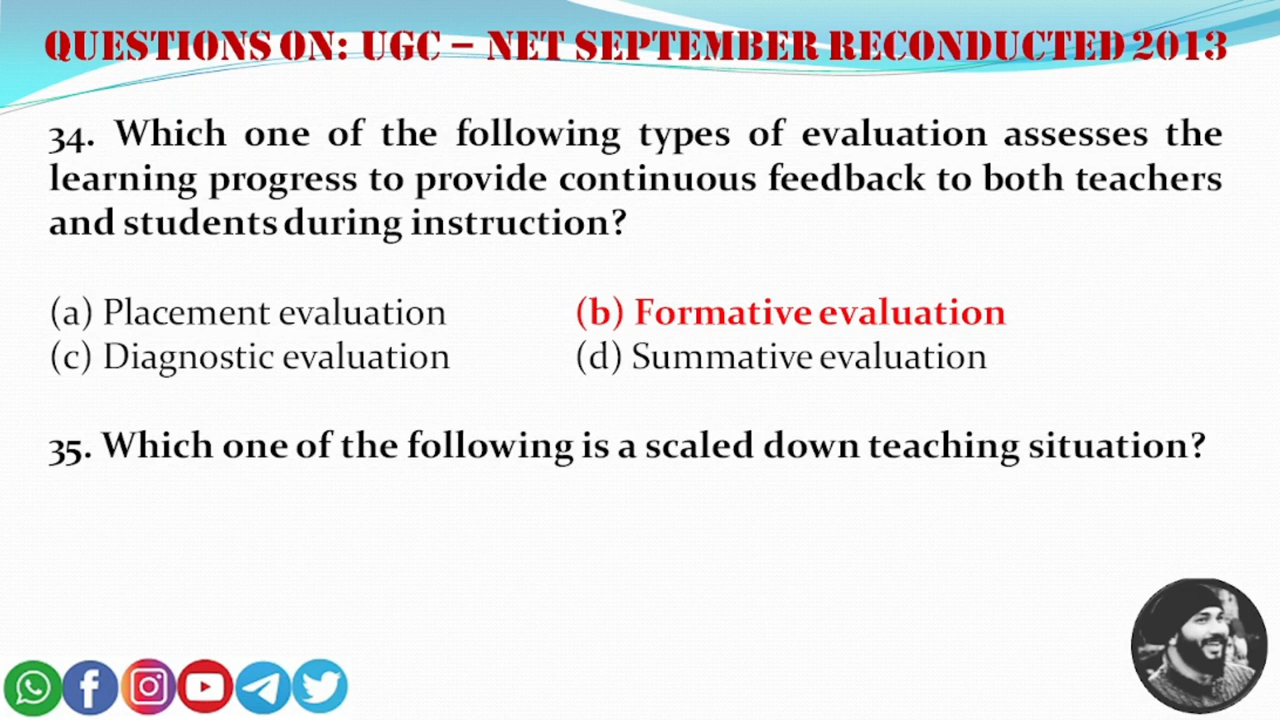 QUESTIONS ON: UGC – NET SEPTEMBER RECONDUCTED 2013
34. Which one of the following types of evaluation assesses the
learning progress to provide continuous feedback to both teachers
and students during instruction?
(a) Placement evaluation (b) Formative evaluation
(c) Diagnostic evaluation (d) Summative evaluation
35. Which one of the following is a scaled down teaching situation?